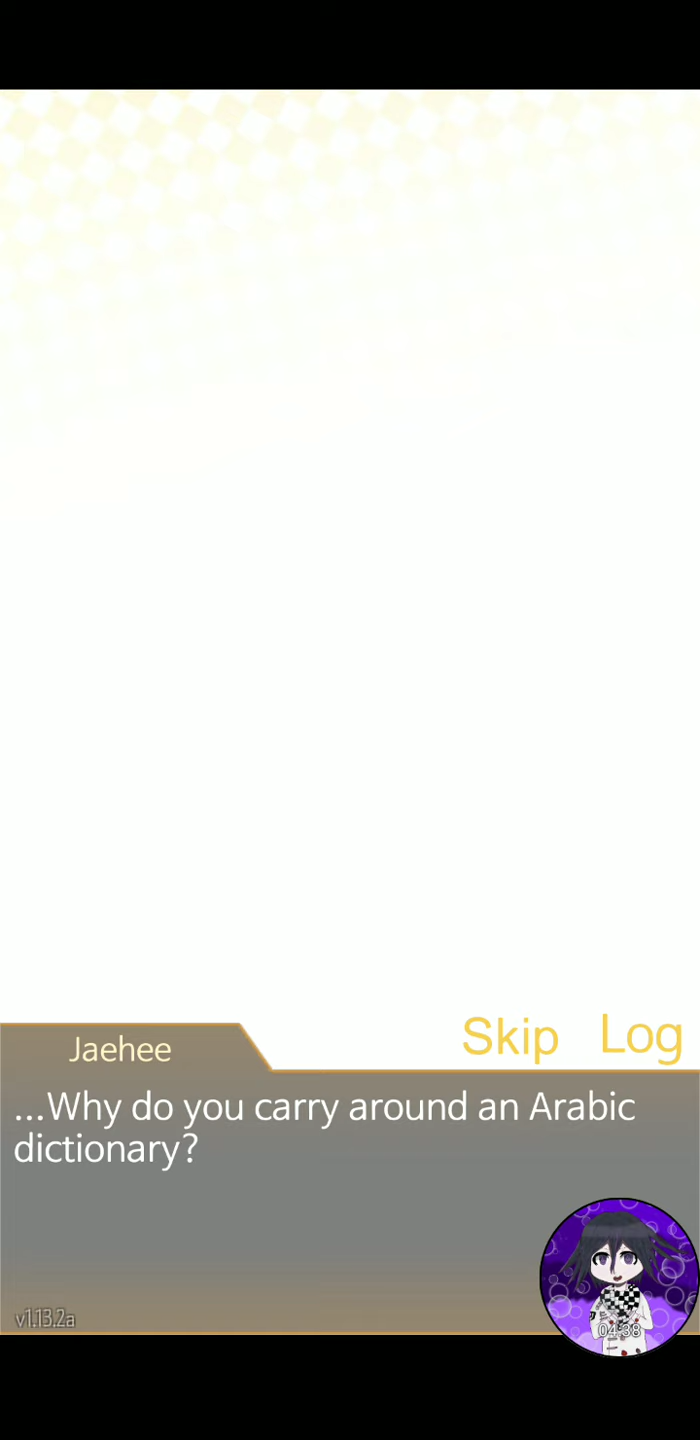 Skip Log
Jaehee
...Why do you carry around an Arabic
dictionary?
v1.13.2a
04:38